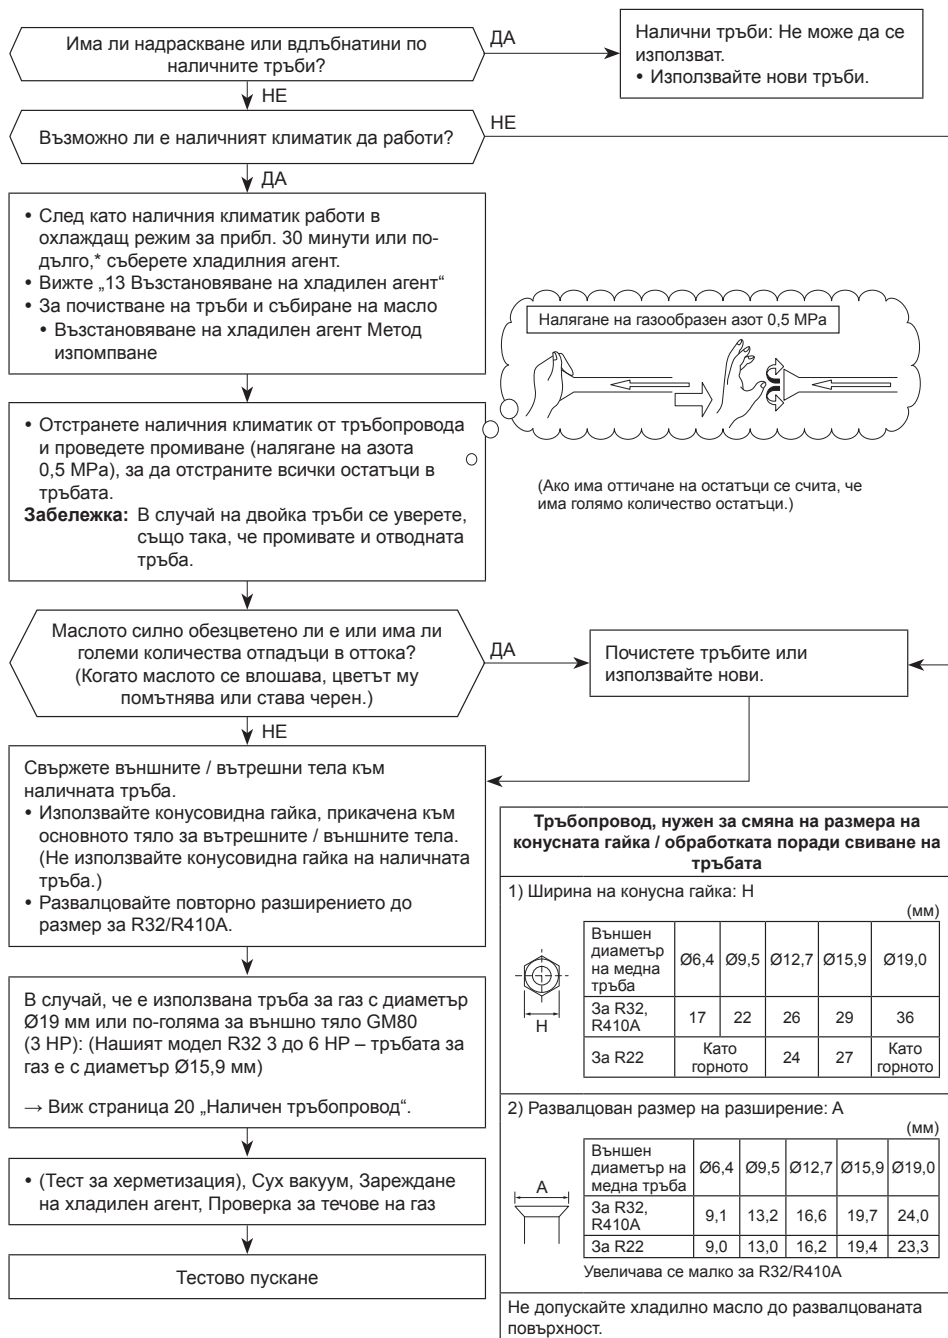 Има ли надраскване или вдлъбнатини по
наличните тръби?
ДА
Налични тръби: Не може да се
използват.
• Използвайте нови тръби.
НЕ
Възможно ли е наличният климатик да работи?
НЕ
ДА
• След като наличния климатик работи в
охлаждащ режим за прибл. 30 минути или по-
дълго,* съберете хладилния агент.
• Вижте „13 Възстановяване на хладилен агент“
• За почистване на тръби и събиране на масло
• Възстановяване на хладилен агент Метод
изпомпване
Налягане на газообразен азот 0,5 MPa
• Отстранете наличния климатик от тръбопровода
и проведете промиване (налягане на азота
0,5 MPa), за да отстраните всички остатъци в
тръбата.
Забележка: В случай на двойка тръби се уверете,
също така, че промивате и отводната
тръба.
(Ако има оттичане на остатъци се счита, че
има голямо количество остатъци.)
Маслото силно обезцветено ли е или има ли
големи количества отпадъци в оттока?
(Когато маслото се влошава, цветът му
помътнява или става черен.)
ДА
Почистете тръбите или
използвайте нови.
НЕ
Свържете външните / вътрешни тела към
наличната тръба.
• Използвайте конусовидна гайка, прикачена към
основното тяло за вътрешните / външните тела.
(Не използвайте конусовидна гайка на наличната
тръба.)
• Развалцовайте повторно разширението до
размер за R32/R410A.
В случай, че е използвана тръба за газ с диаметър
Ø19 мм или по-голяма за външно тяло GM80
(3 HP): (Нашият модел R32 3 до 6 HP – тръбата за
газ е с диаметър Ø15,9 мм)
→ Виж страница 20 „Наличен тръбопровод“.
• (Тест за херметизация), Сух вакуум, Зареждане
на хладилен агент, Проверка за течове на газ
Тестово пускане
Тръбопровод, нужен за смяна на размера на
конусната гайка / обработката поради свиване на
тръбата
1) Ширина на конусна гайка: H
(мм)
H
Външен
диаметър
на медна
тръба
Ø6,4 Ø9,5 Ø12,7 Ø15,9 Ø19,0
За R32,
R410A
17 22 26 29 36
За R22
Като
горното
24 27
Като
горното
2) Развалцован размер на разширение: A
(мм)
A
Външен
диаметър на
медна тръба
Ø6,4 Ø9,5 Ø12,7 Ø15,9 Ø19,0
За R32,
R410A
9,1 13,2 16,6 19,7 24,0
За R22 9,0 13,0 16,2 19,4 23,3
Увеличава се малко за R32/R410A
Не допускайте хладилно масло до развалцованата
повърхност.